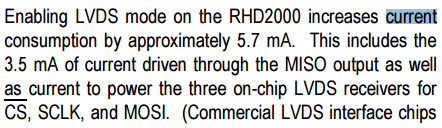 Enabling LVDS mode on the RHD2000 increases current
consumption by approximately 5.7 mA. This includes the
3.5 mA of current driven through the MISO output as well
as current to power the three on-chip LVDS receivers for
C̅S̅, SCLK, and MOSI. (Commercial LVDS interface chips